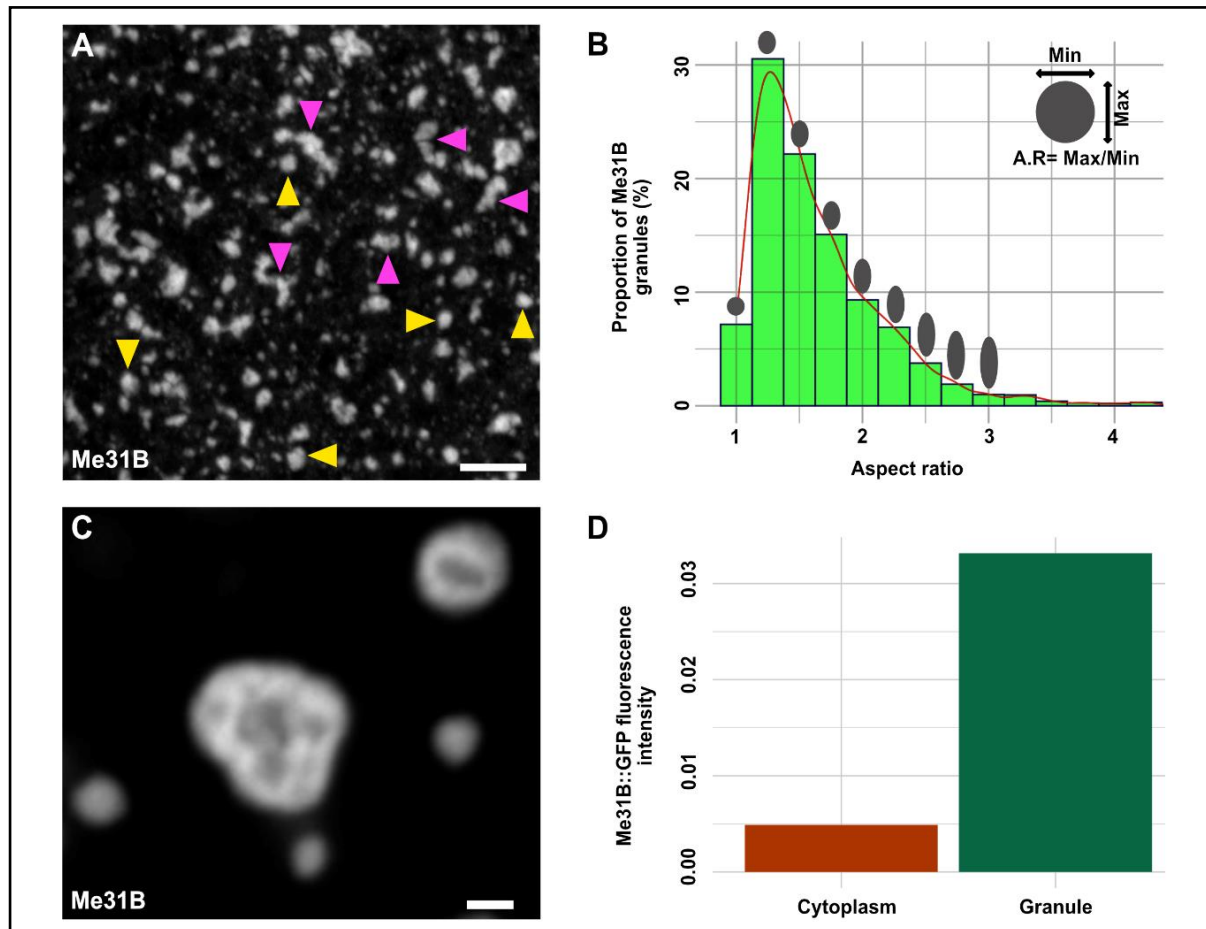 A
Me31B
B
Proportion of Me31B
granules (%)
30
20
10
0
Min
Max
A.R= Max/Min
1 2 3 4
Aspect ratio
C
Me31B
D
Me31B::GFP fluorescence
intensity
0.03
0.02
0.01
0.00
Cytoplasm Granule